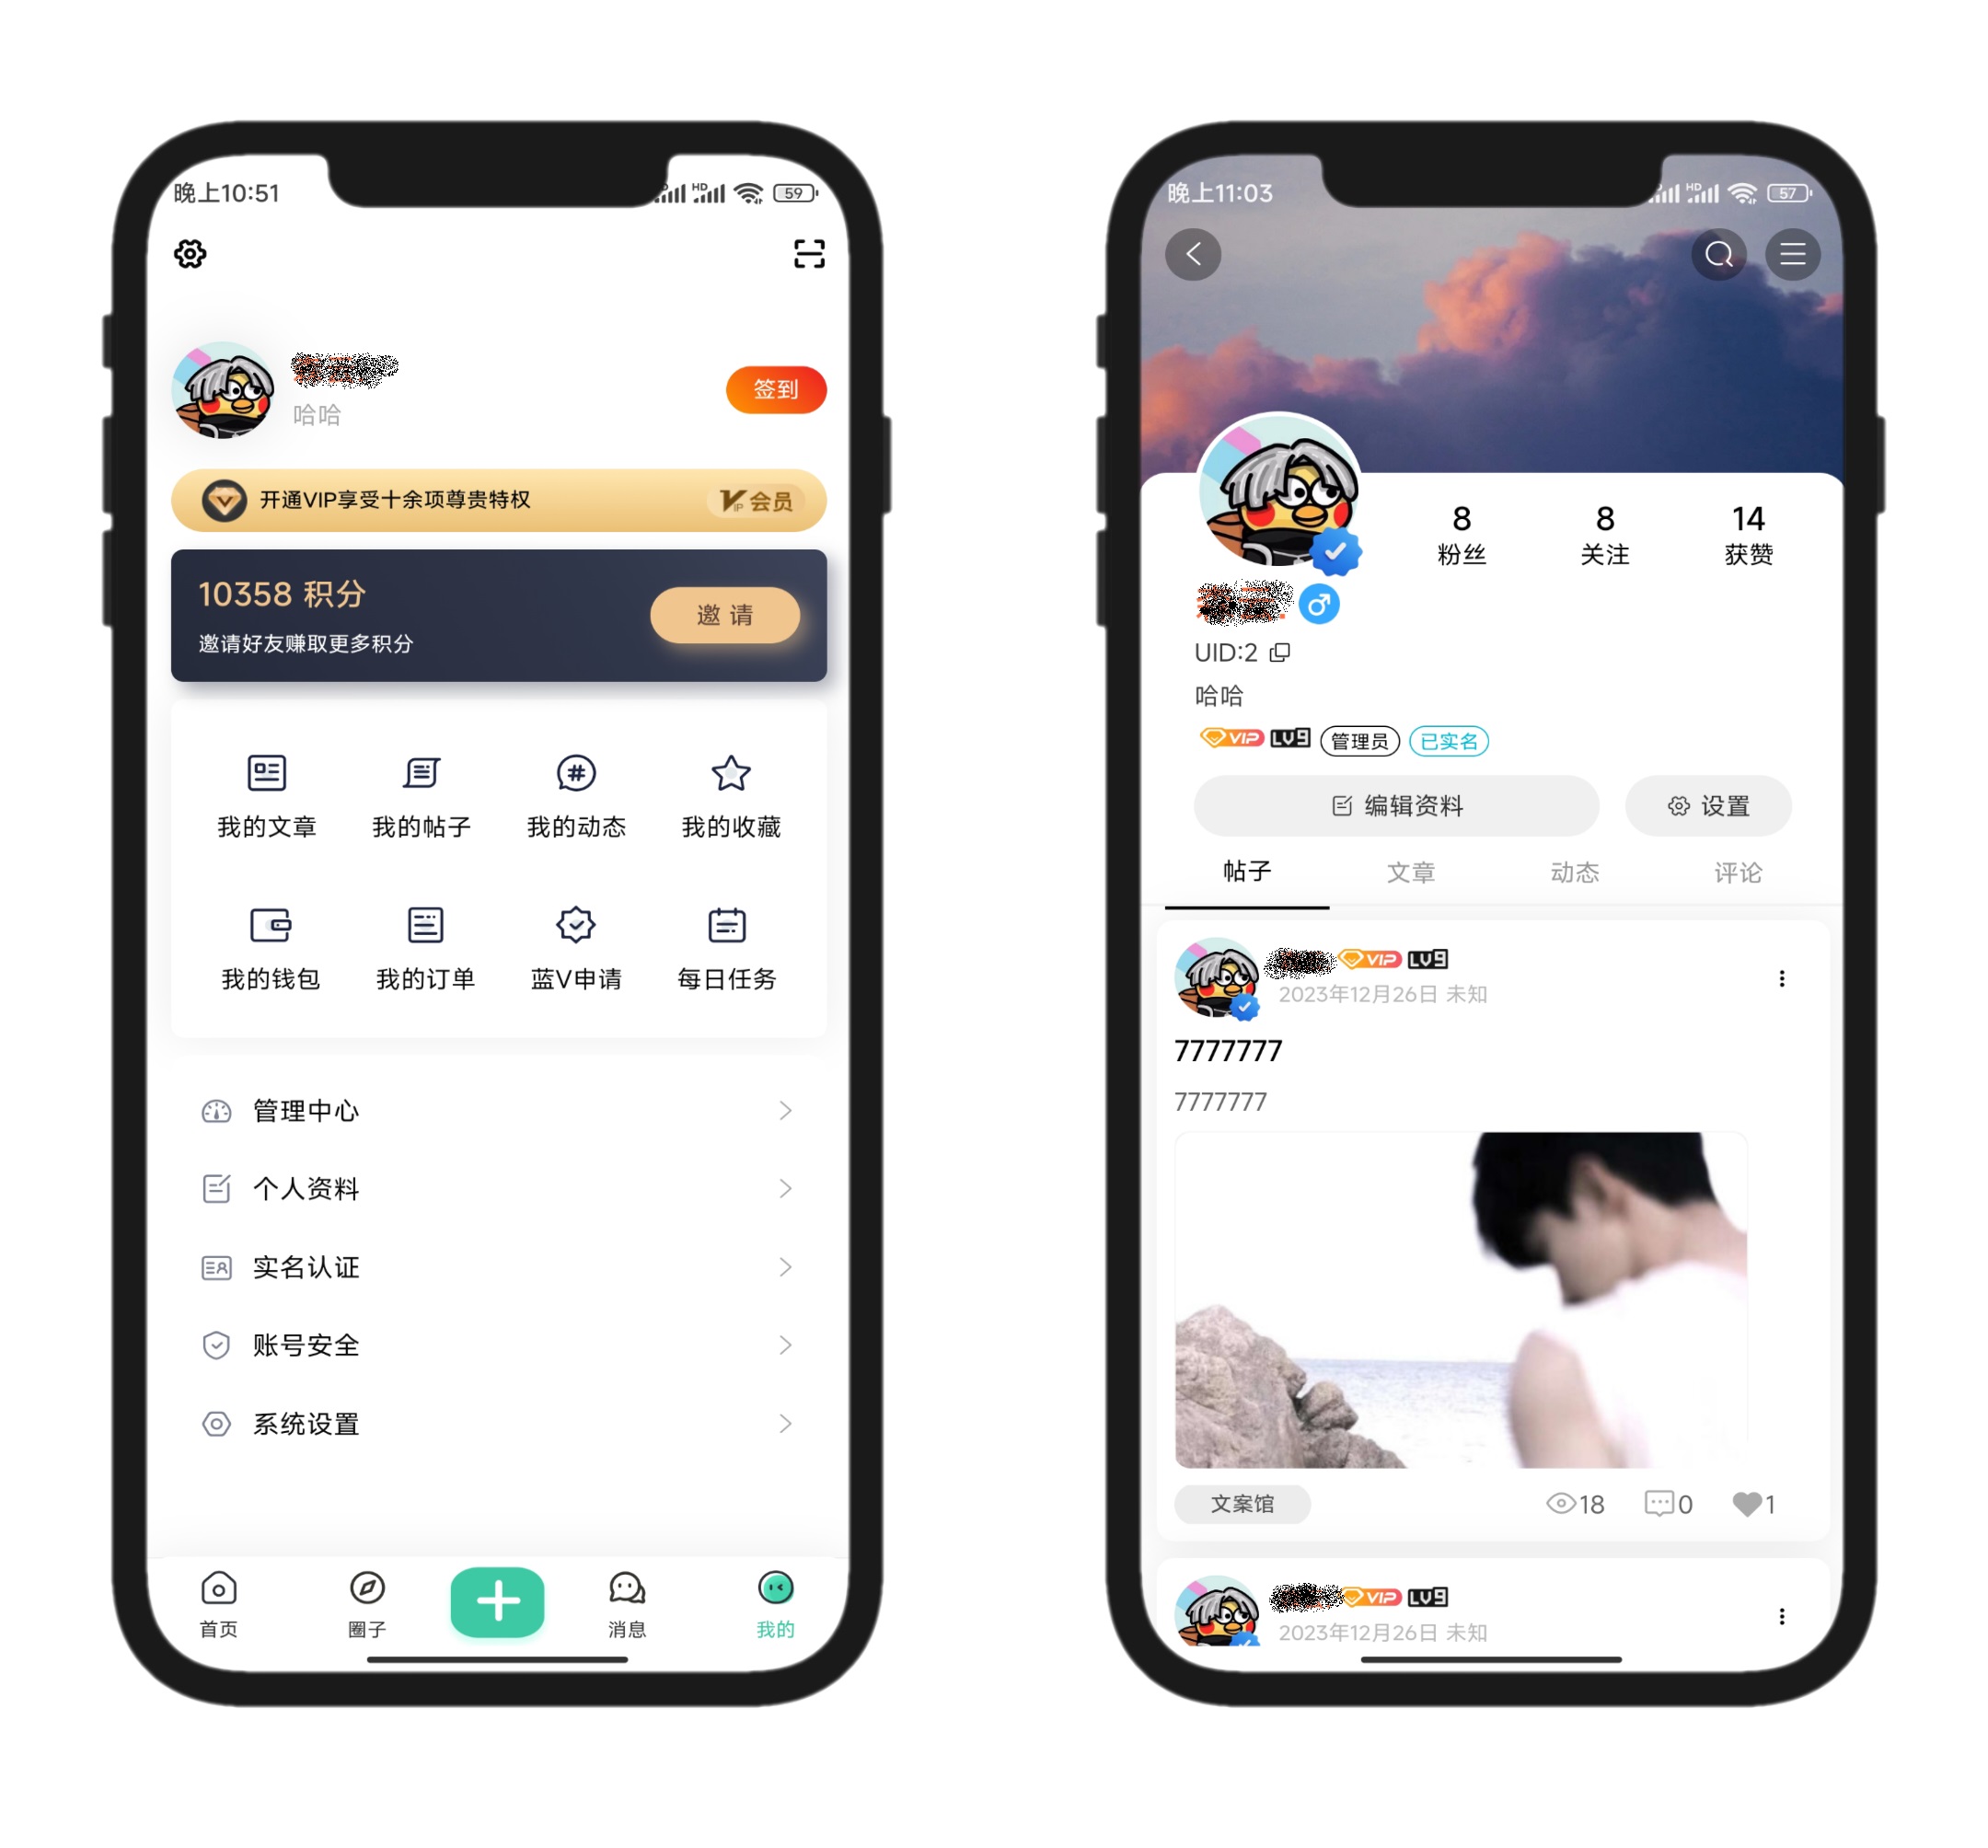 晚上10:51
HD
59
签到
哈哈
开通VIP享受十余项尊贵特权
VIP 会员
10358 积分
邀请
邀请好友赚取更多积分
我的文章 我的帖子 我的动态 我的收藏
我的钱包 我的订单 蓝V申请 每日任务
管理中心
个人资料
实名认证
账号安全
系统设置
首页 圈子 消息 我的
晚上11:03
HD
57
8 8 14
粉丝 关注 获赞
UID:2
哈哈
VIP LV9 管理员 已实名
编辑资料 设置
帖子 文章 动态 评论
VIP LV9
2023年12月26日 未知
7777777
7777777
文案馆 18 0 1
VIP LV9
2023年12月26日 未知